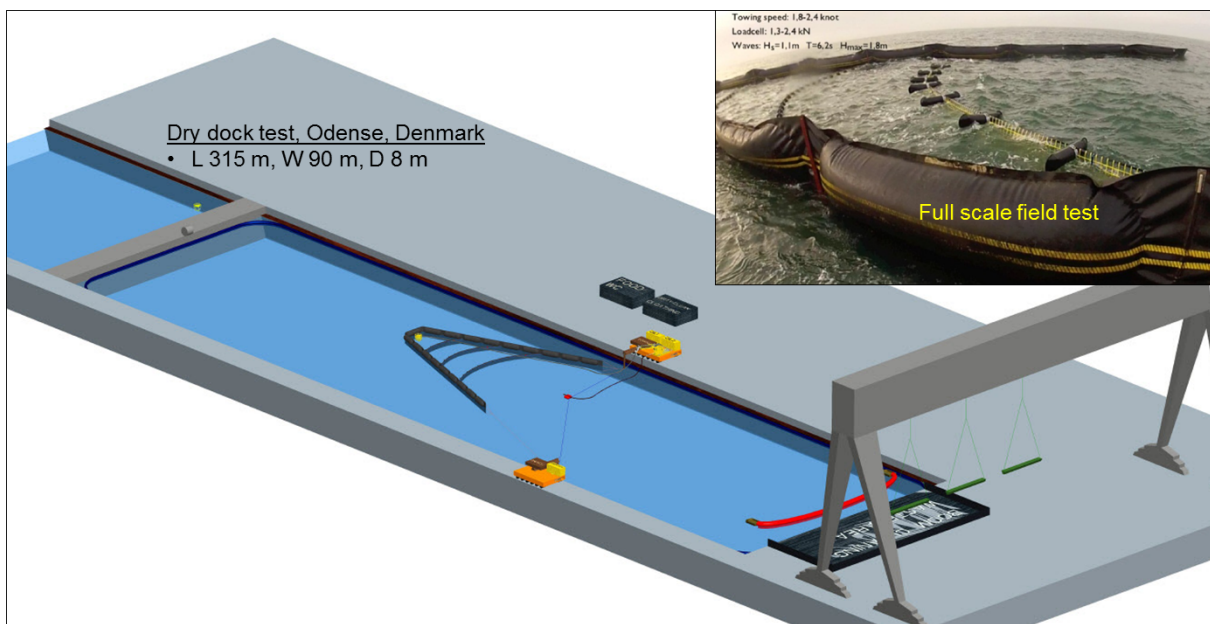 Towing speed: 1,8-2,4 knot
Loadcell: 1,3-2,4 kN
Waves: Hs=1,1m T=6,2s Hmax=1,8m
Dry dock test, Odense, Denmark
• L 315 m, W 90 m, D 8 m
Full scale field test
WC